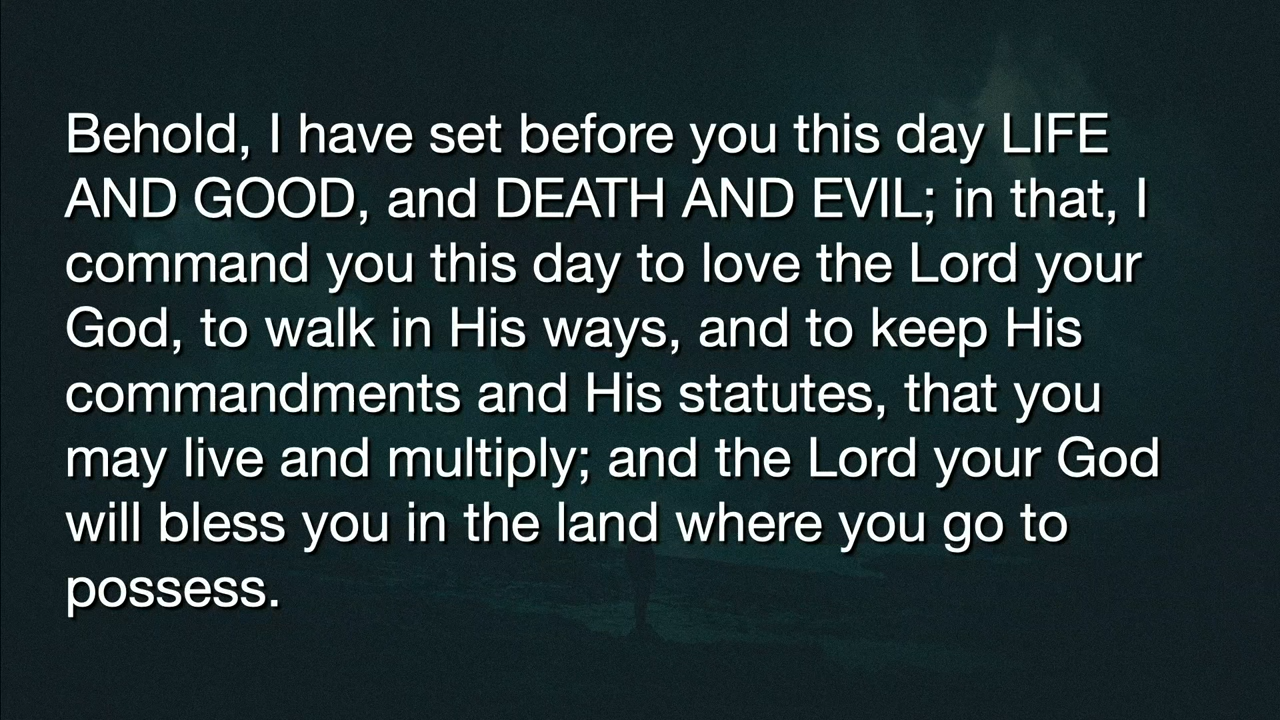 Behold, I have set before you this day LIFE
AND GOOD, and DEATH AND EVIL; in that, I
command you this day to love the Lord your
God, to walk in His ways, and to keep His
commandments and His statutes, that you
may live and multiply; and the Lord your God
will bless you in the land where you go to
possess.